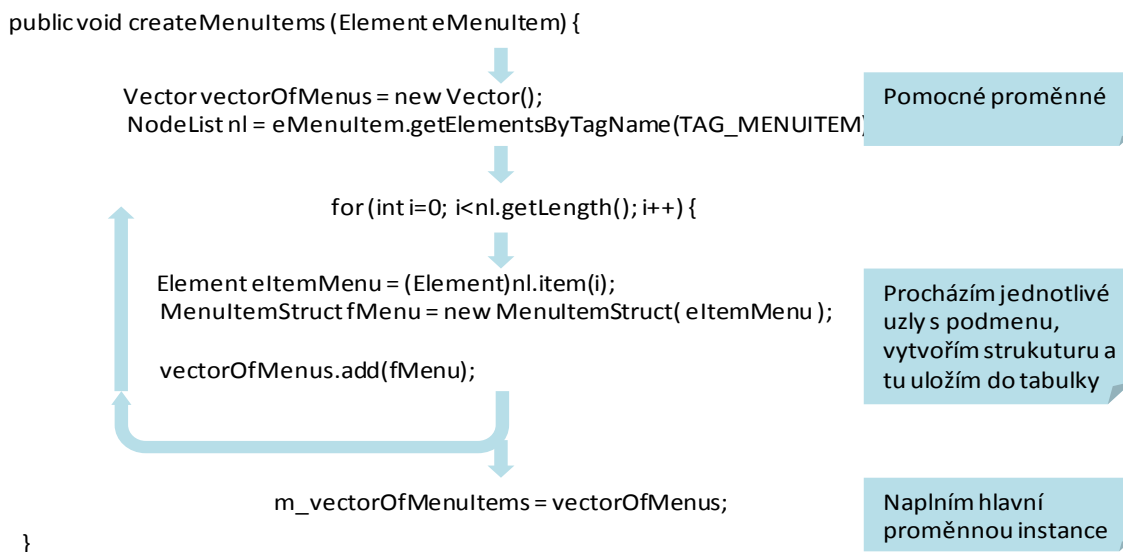 public void createMenuItems (Element eMenuItem) {
Vector vectorOfMenus = new Vector();
NodeList nl = eMenuItem.getElementsByTagName(TAG_MENUITEM)
Pomocné proměnné
for (int i=0; i<nl.getLength(); i++) {
Element eItemMenu = (Element)nl.item(i);
MenuItemStruct fMenu = new MenuItemStruct( eItemMenu );
vectorOfMenus.add(fMenu);
Procházím jednotlivé
uzly s podmenu,
vytvořím strukuturu a
tu uložím do tabulky
m_vectorOfMenuItems = vectorOfMenus;
Naplním hlavní
proměnnou instance
}